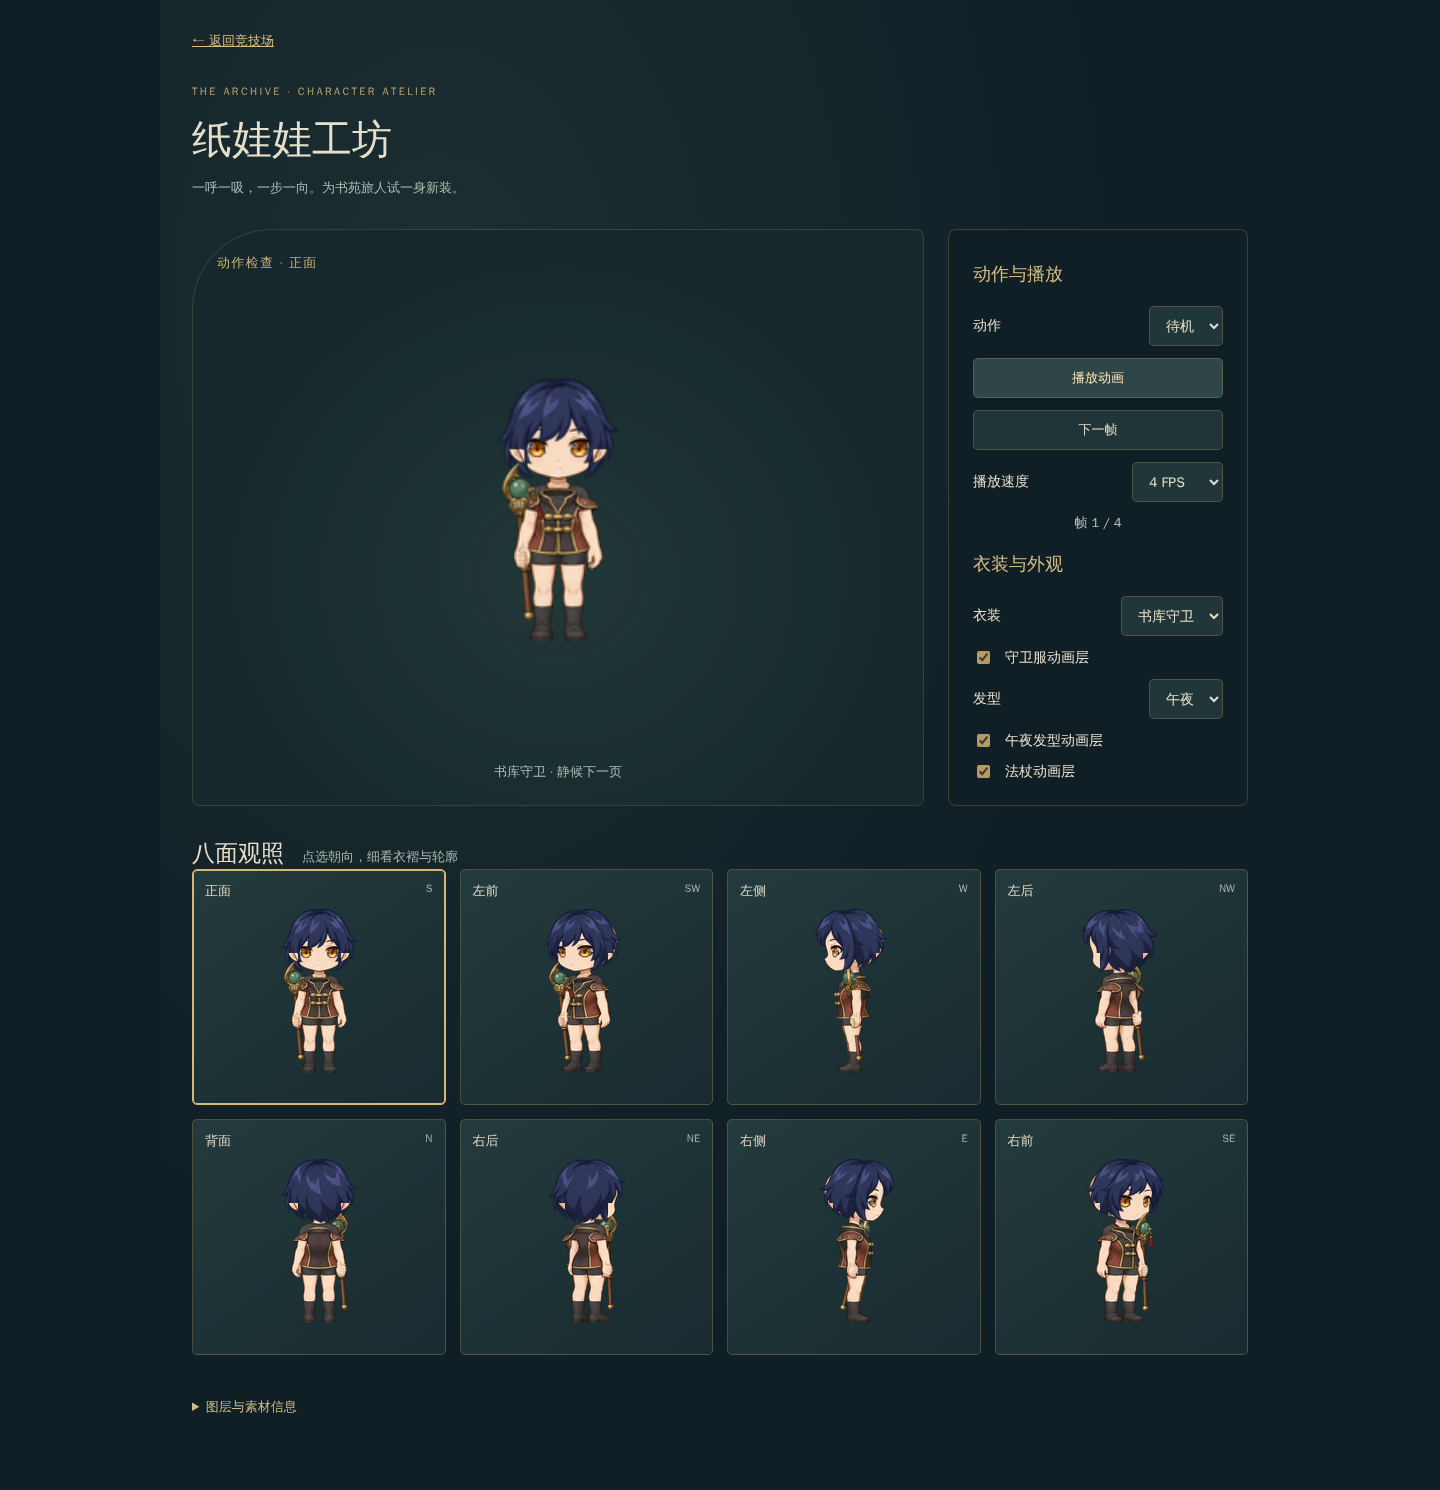 ← 返回竞技场
THE ARCHIVE · CHARACTER ATELIER
纸娃娃工坊
一呼一吸，一步一向。为书苑旅人试一身新装。
动作检查 · 正面
书库守卫 · 静候下一页
动作与播放
动作 待机
播放动画
下一帧
播放速度 4 FPS
帧 1 / 4
衣装与外观
衣装 书库守卫
守卫服动画层
发型 午夜
午夜发型动画层
法杖动画层
八面观照 点选朝向，细看衣褶与轮廓
正面 S
左前 SW
左侧 W
左后 NW
背面 N
右后 NE
右侧 E
右前 SE
图层与素材信息